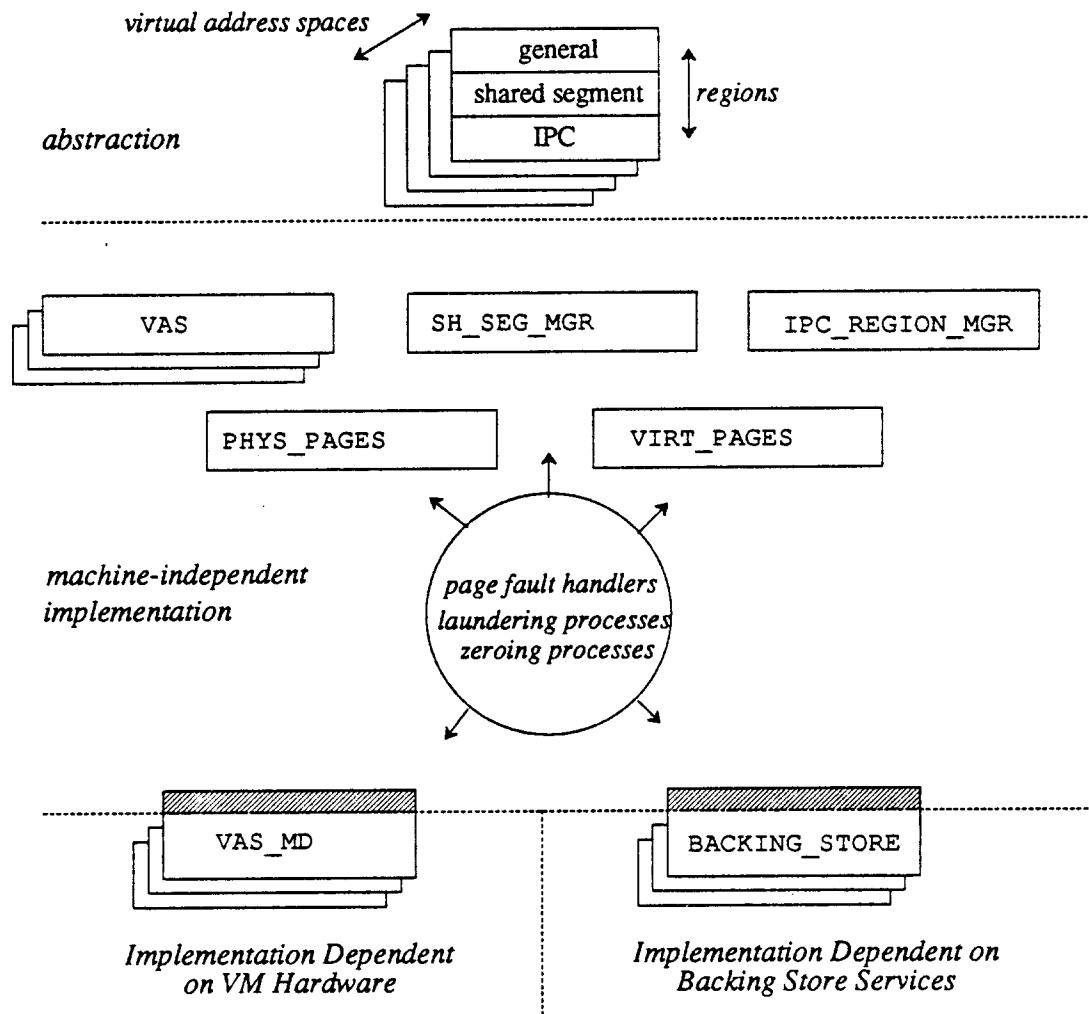 virtual address spaces
general
shared segment
IPC
regions
abstraction
VAS
SH_SEG_MGR
IPC_REGION_MGR
PHYS_PAGES
VIRT_PAGES
machine-independent
implementation
page fault handlers
laundering processes
zeroing processes
VAS_MD
BACKING_STORE
Implementation Dependent
on VM Hardware
Implementation Dependent on
Backing Store Services